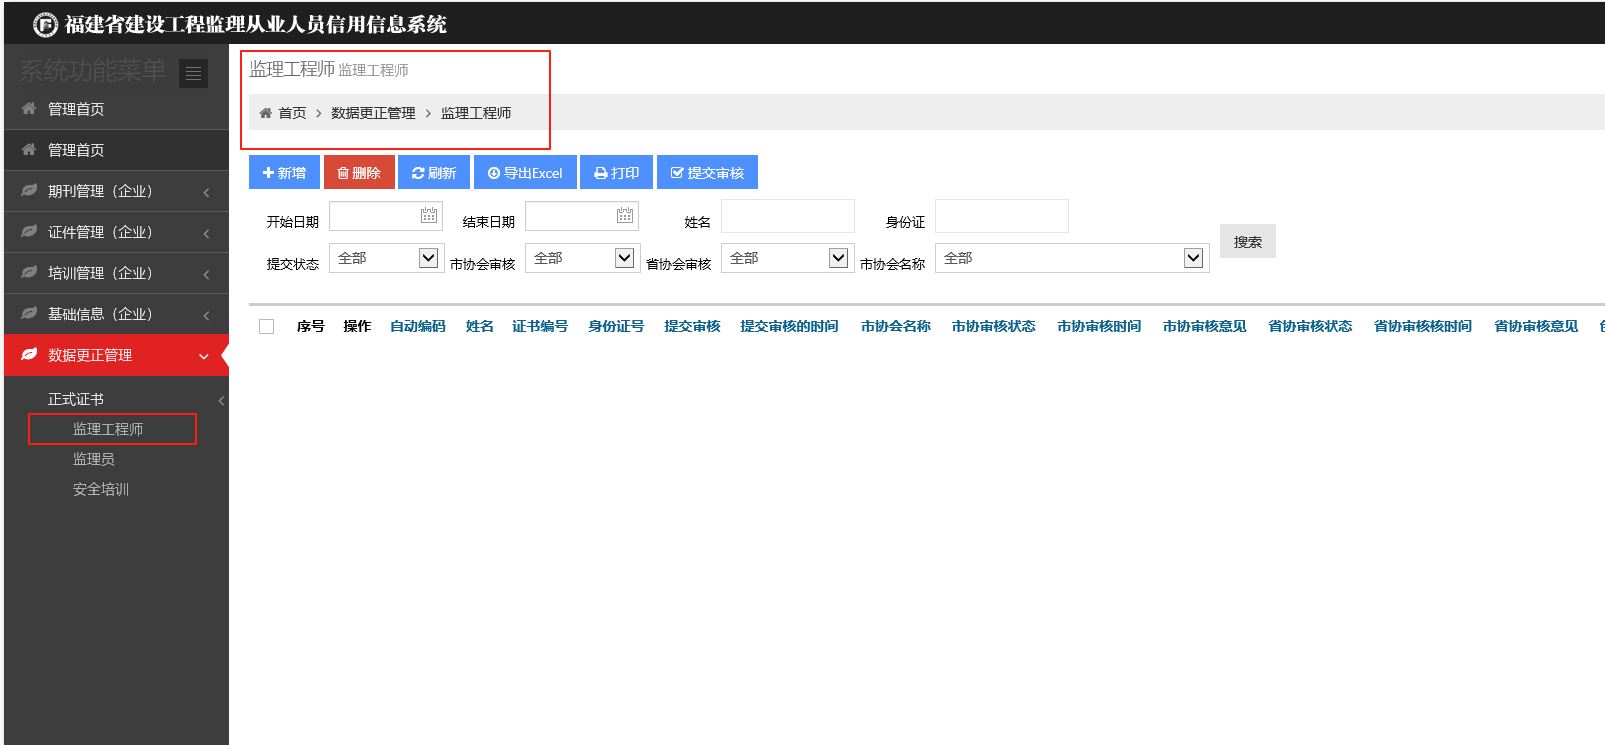 福建省建设工程监理从业人员信用信息系统
系统功能菜单
管理首页
管理首页
期刊管理（企业）
证件管理（企业）
培训管理（企业）
基础信息（企业）
数据更正管理
正式证书
监理工程师
监理员
安全培训
监理工程师 监理工程师
首页 > 数据更正管理 > 监理工程师
新增 删除 刷新 导出Excel 打印 提交审核
开始日期 结束日期 姓名 身份证
提交状态 全部 市协会审核 全部 省协会审核 全部 市协会名称 全部
搜索
序号 操作 自动编码 姓名 证书编号 身份证号 提交审核 提交审核的时间 市协会名称 市协审核状态 市协审核时间 市协审核意见 省协审核状态 省协审核核时间 省协审核意见